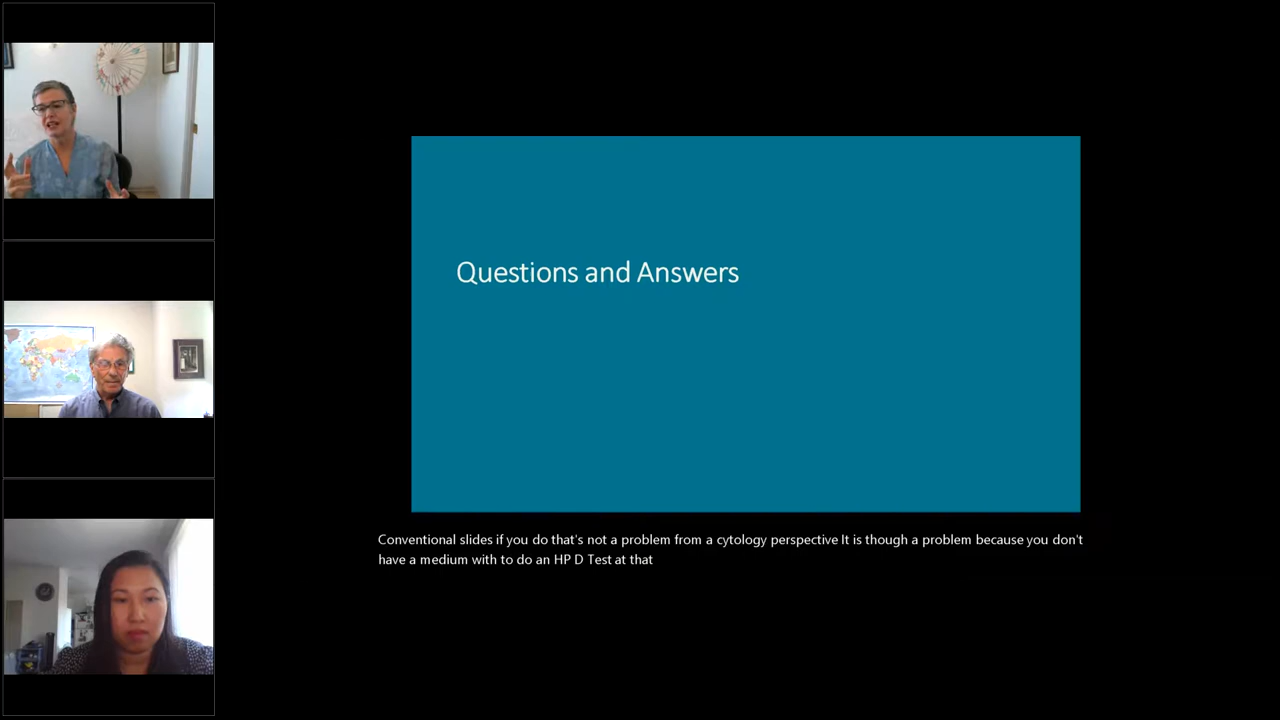 Questions and Answers
Conventional slides if you do that's not a problem from a cytology perspective It is though a problem because you don't
have a medium with to do an HP D Test at that